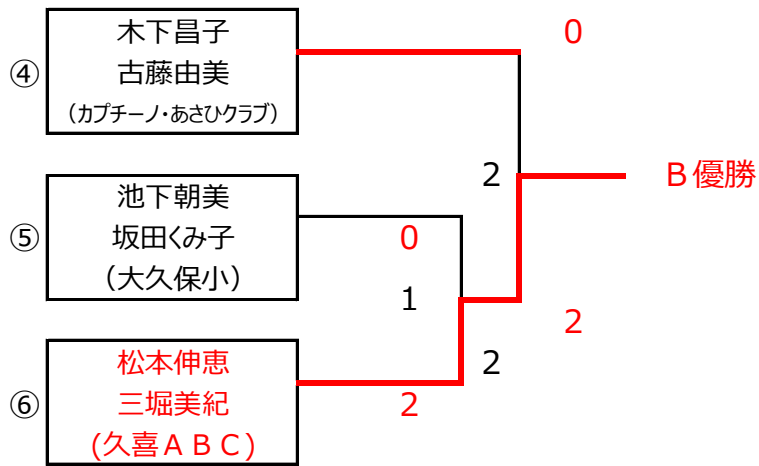 ④
木下昌子
古藤由美
（カプチーノ・あさひクラブ）
0
2
B優勝
⑤
池下朝美
坂田くみ子
（大久保小）
0
1
2
2
⑥
松本伸恵
三堀美紀
(久喜ＡＢＣ)
2